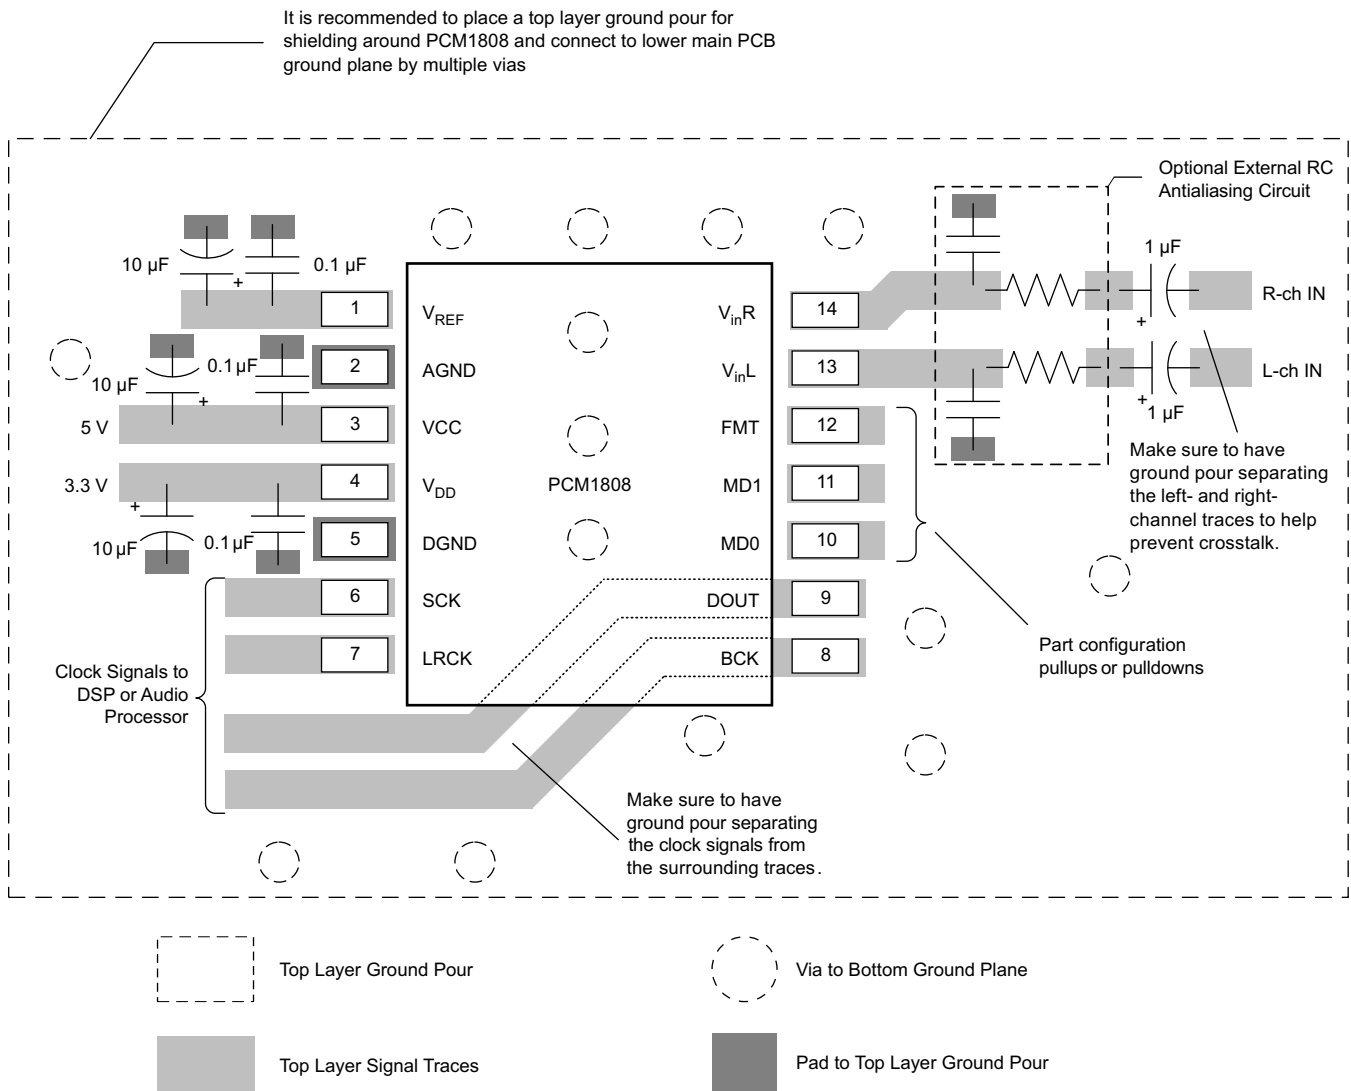 It is recommended to place a top layer ground pour for
shielding around PCM1808 and connect to lower main PCB
ground plane by multiple vias
Optional External RC
Antialiasing Circuit
10 µF
+
0.1 µF
1
VREF
14
VinR
1 µF
+
R-ch IN
10 µF
+
0.1 µF
2
AGND
13
VinL
+
1 µF
L-ch IN
5 V
3
VCC
12
FMT
3.3 V
4
VDD
PCM1808
11
MD1
+
10 µF
0.1 µF
5
DGND
10
MD0
Make sure to have
ground pour separating
the left- and right-
channel traces to help
prevent crosstalk.
6
SCK
9
DOUT
7
LRCK
8
BCK
Part configuration
pullups or pulldowns
Clock Signals to
DSP or Audio
Processor
Make sure to have
ground pour separating
the clock signals from
the surrounding traces.
Top Layer Ground Pour
Via to Bottom Ground Plane
Top Layer Signal Traces
Pad to Top Layer Ground Pour